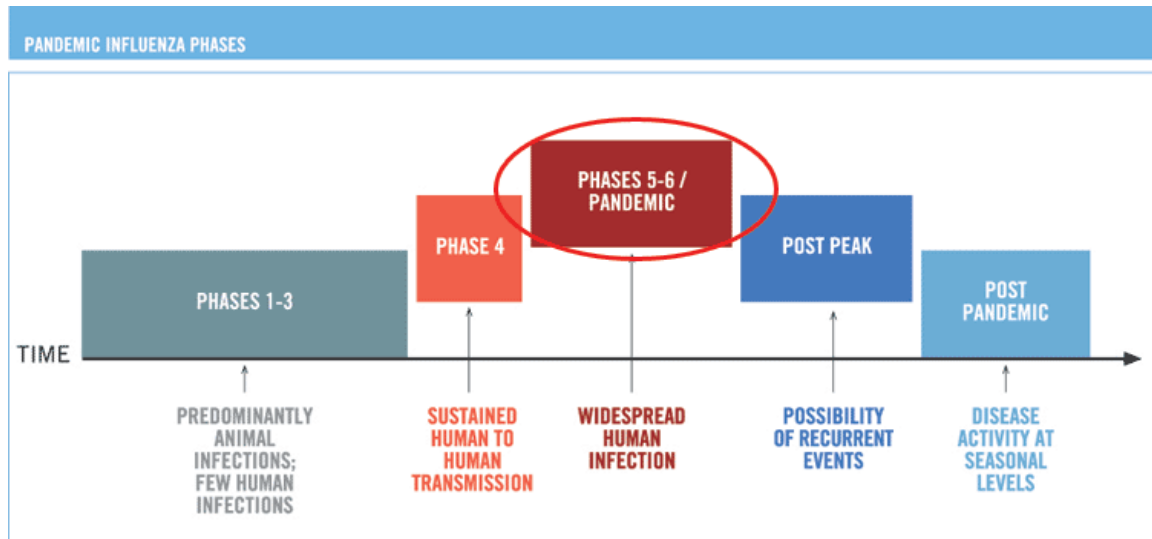 PANDEMIC INFLUENZA PHASES
PHASES 5-6 /
PANDEMIC
PHASE 4
POST PEAK
PHASES 1-3
POST
PANDEMIC
TIME
PREDOMINANTLY
ANIMAL
INFECTIONS;
FEW HUMAN
INFECTIONS
SUSTAINED
HUMAN TO
HUMAN
TRANSMISSION
WIDESPREAD
HUMAN
INFECTION
POSSIBILITY
OF RECURRENT
EVENTS
DISEASE
ACTIVITY AT
SEASONAL
LEVELS